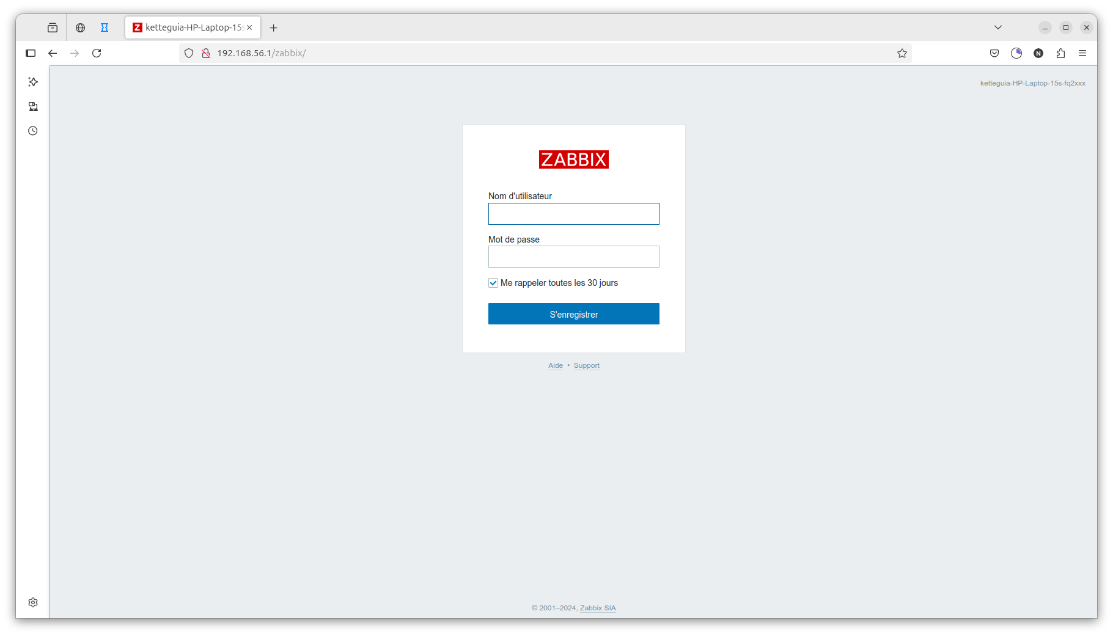 Z ketteguia-HP-Laptop-15s
192.168.56.1/zabbix/
N
ketteguia-HP-Laptop-15s-fq2xxx
ZABBIX
Nom d'utilisateur
Mot de passe
Me rappeler toutes les 30 jours
S'enregistrer
Aide • Support
© 2001–2024, Zabbix SIA